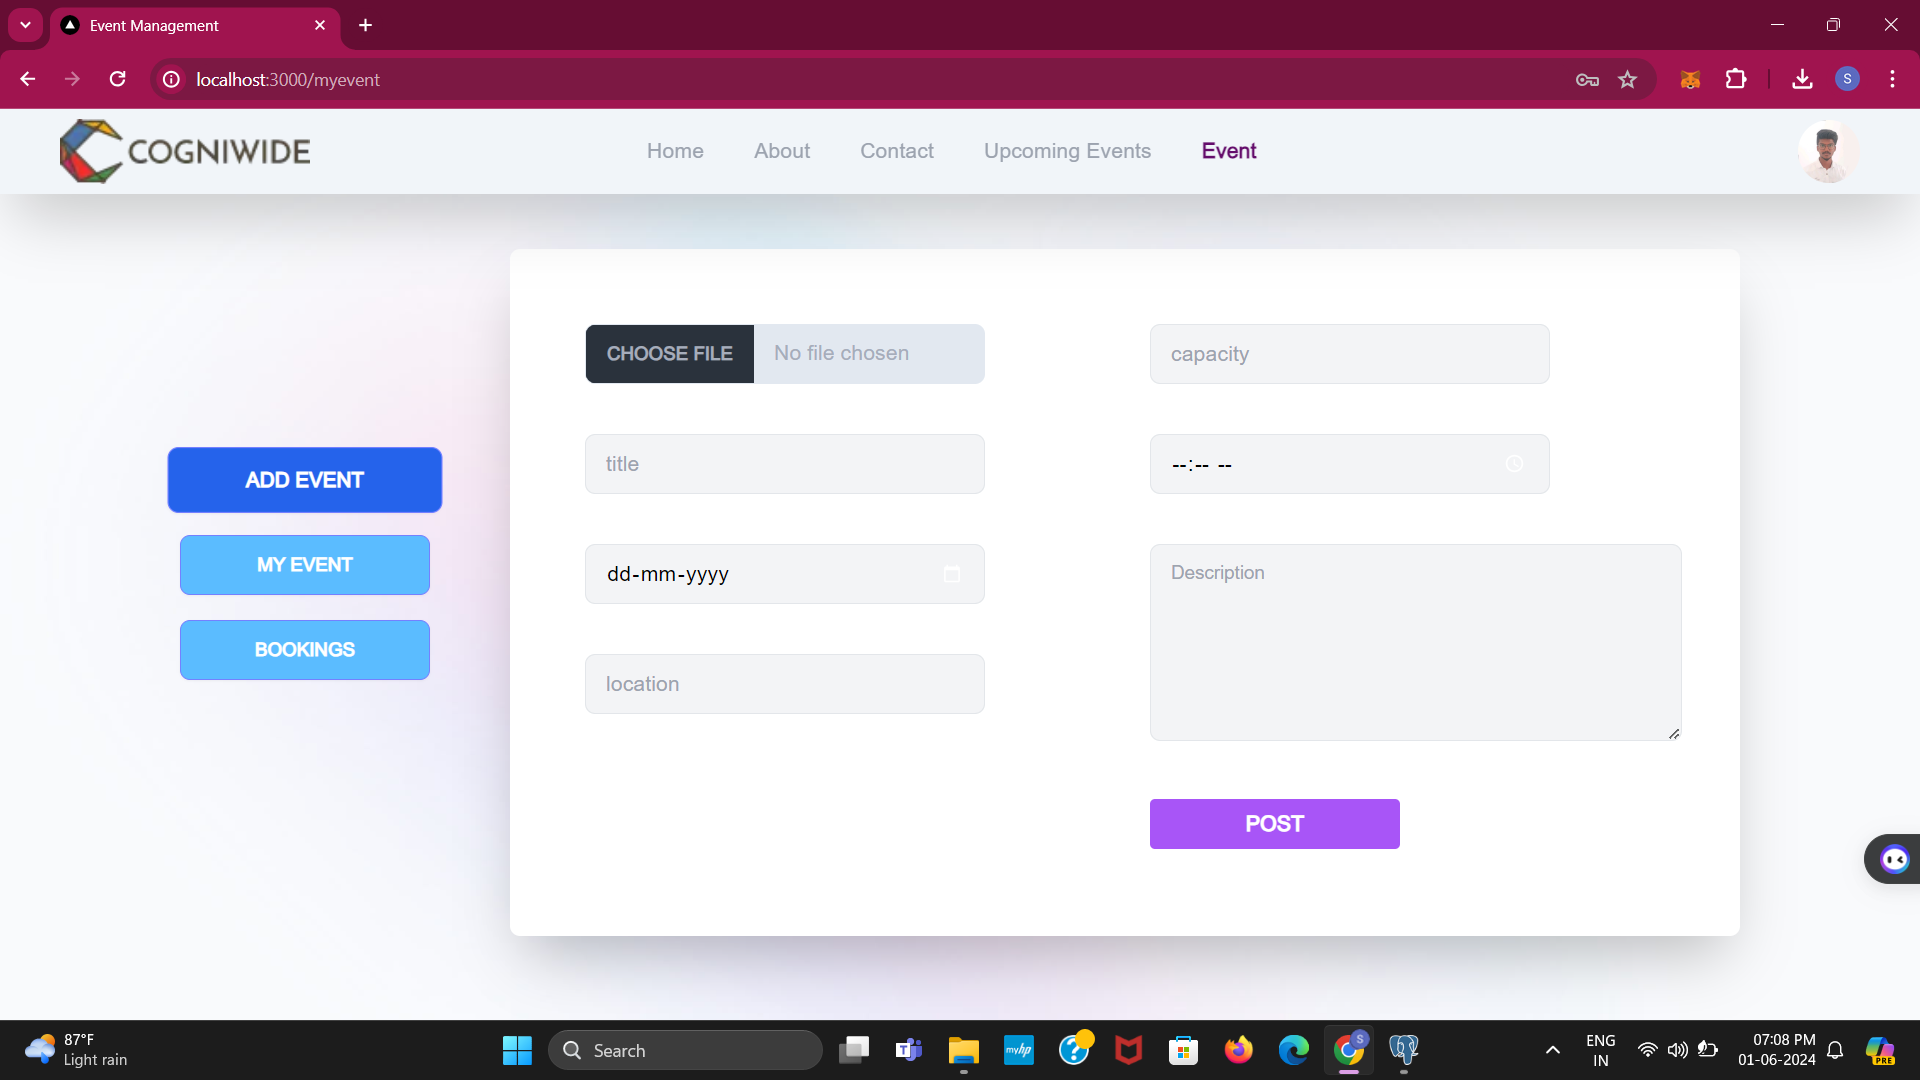 Event Management
localhost:3000/myevent
S
COGNIWIDE
Home
About
Contact
Upcoming Events
Event
CHOOSE FILE
No file chosen
capacity
title
--:-- --
ADD EVENT
MY EVENT
BOOKINGS
dd-mm-yyyy
Description
location
POST
87°F
Light rain
Search
T
myhp
?
S
ENG
IN
07:08 PM
01-06-2024
PRE